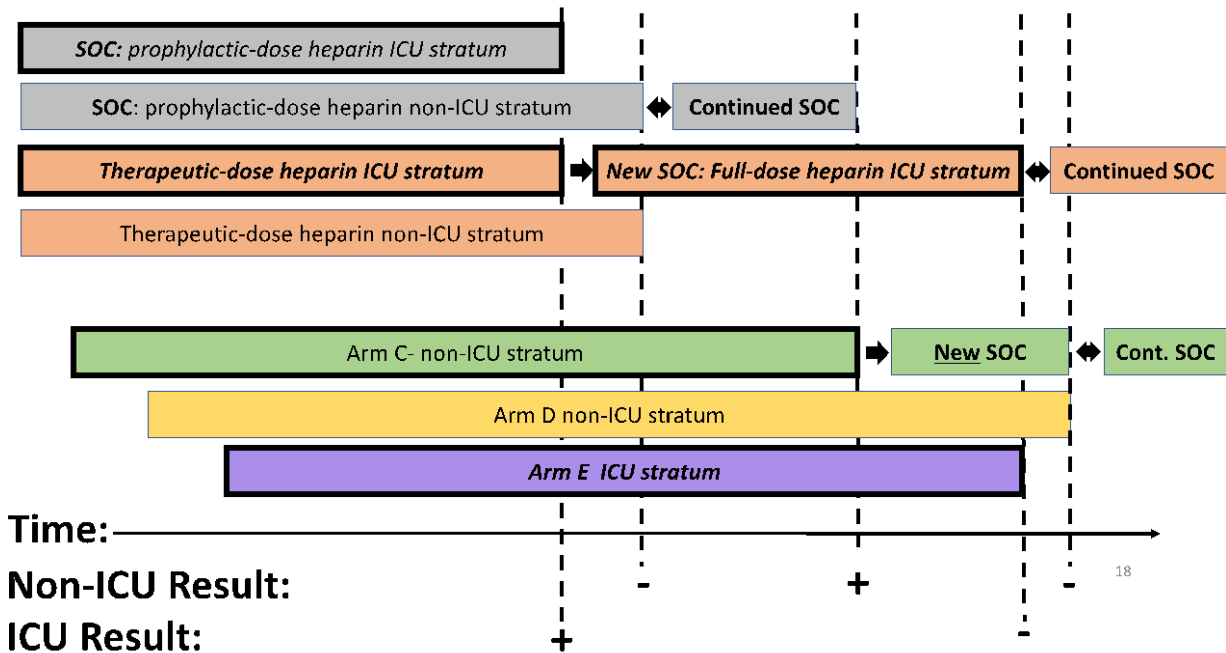 SOC: prophylactic-dose heparin ICU stratum
SOC: prophylactic-dose heparin non-ICU stratum
Continued SOC
Therapeutic-dose heparin ICU stratum
New SOC: Full-dose heparin ICU stratum
Continued SOC
Therapeutic-dose heparin non-ICU stratum
Arm C- non-ICU stratum
New SOC
Cont. SOC
Arm D non-ICU stratum
Arm E ICU stratum
Time:
Non-ICU Result: - + -
18
ICU Result: + -